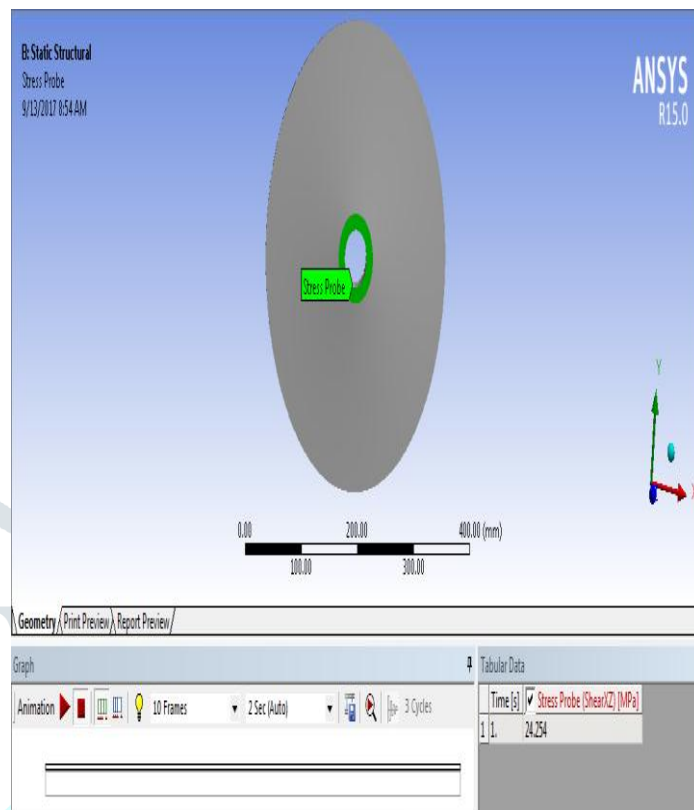 B: Static Structural
Stress Probe
9/13/2017 8:54 AM
ANSYS
R15.0
Stress Probe
Y
X
0.00 200.00 400.00 (mm)
100.00 300.00
Geometry Print Preview Report Preview
Graph
Animation 10 Frames 2 Sec (Auto) 3 Cycles
Tabular Data
Time [s] Stress Probe (ShearXZ) [MPa]
1 1. 24.254